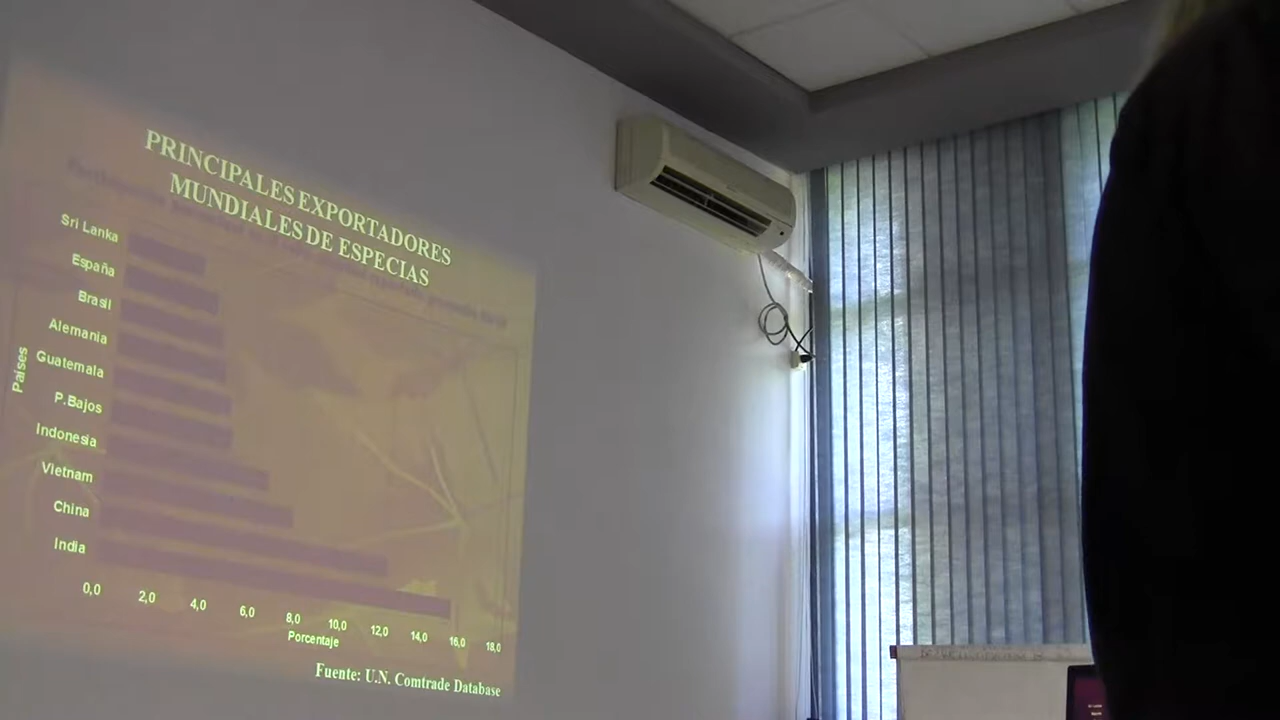 PRINCIPALES EXPORTADORES
MUNDIALES DE ESPECIAS
Sri Lanka
España
Brasil
Alemania
Guatemala
P.Bajos
Indonesia
Vietnam
China
India
Países
0,0 2,0 4,0 6,0 8,0 10,0 12,0 14,0 16,0 18,0
Porcentaje
Fuente: U.N. Comtrade Database